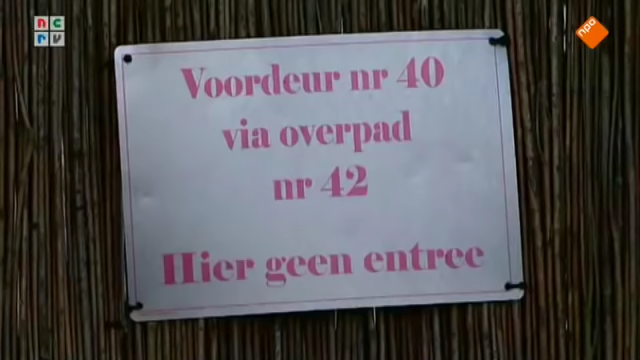 ncrv
npo
Voordeur nr 40
via overpad
nr 42
Hier geen entree